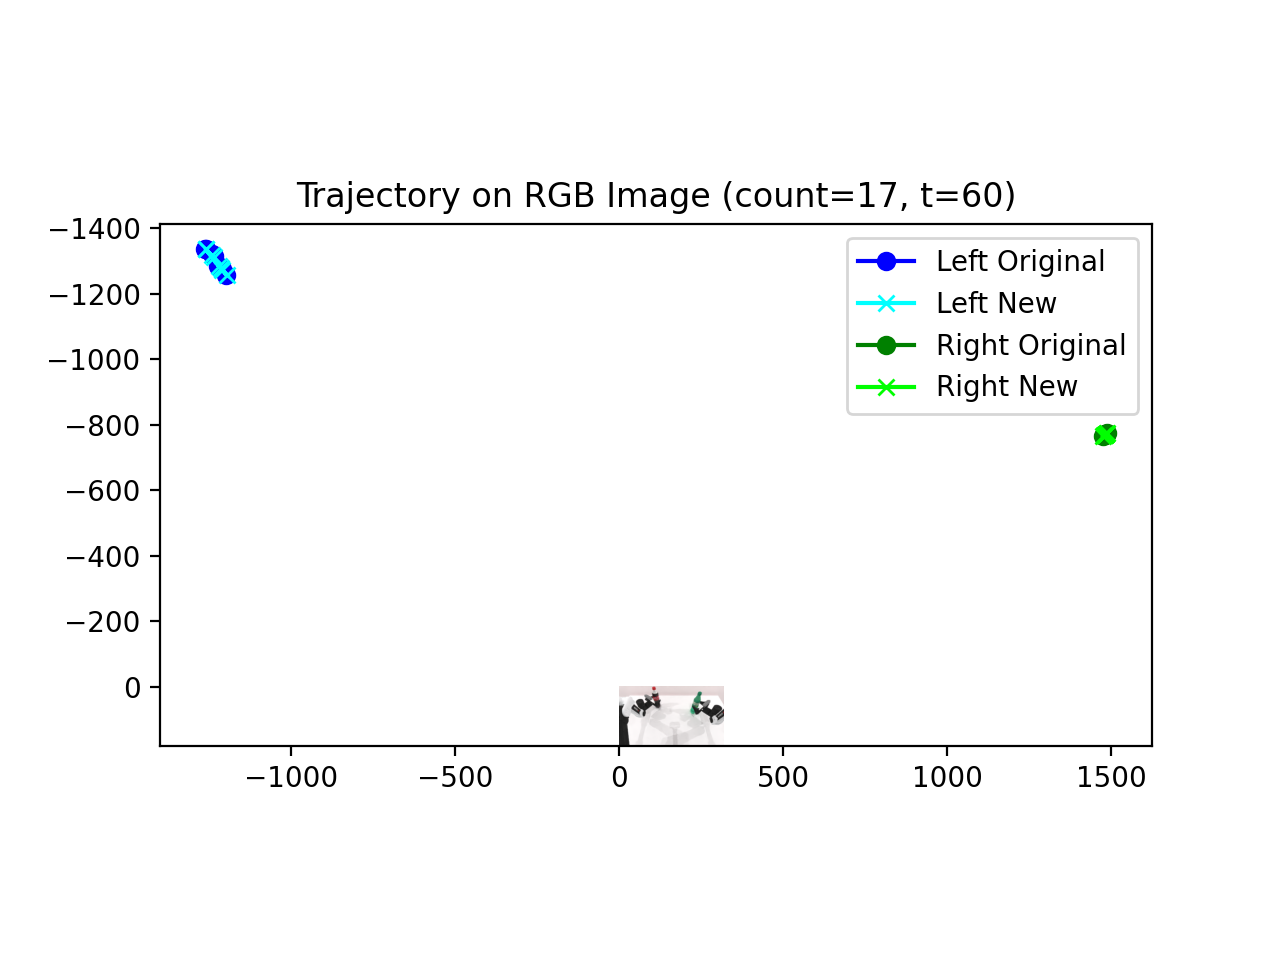 Trajectory on RGB Image (count=17, t=60)
−1400
−1200
−1000
−800
−600
−400
−200
0
Left Original
Left New
Right Original
Right New
−1000 −500 0 500 1000 1500